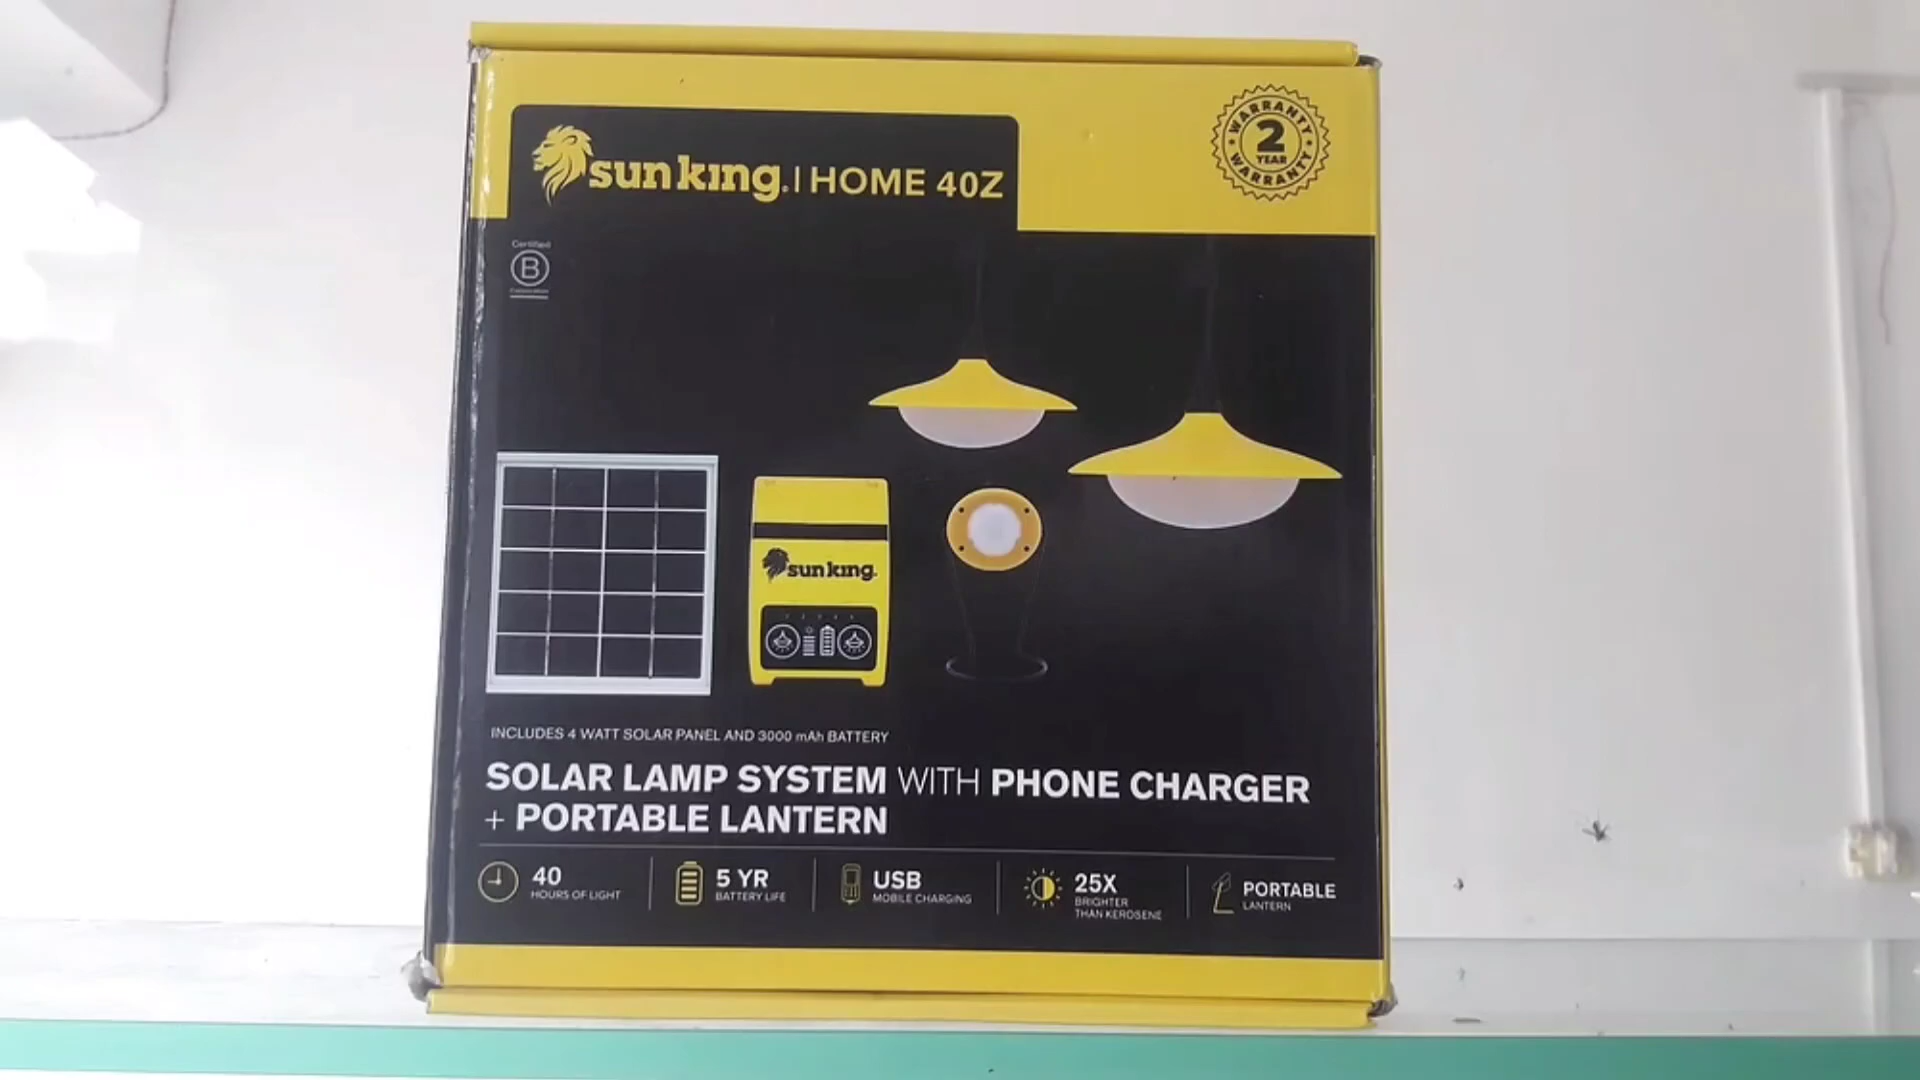 sun king. | HOME 40Z
WARRANTY
2
YEAR
WARRANTY
Certified
B
Corporation
sun king.
INCLUDES 4 WATT SOLAR PANEL AND 3000 mAh BATTERY
SOLAR LAMP SYSTEM WITH PHONE CHARGER
+ PORTABLE LANTERN
40
HOURS OF LIGHT
5 YR
BATTERY LIFE
USB
MOBILE CHARGING
25X
BRIGHTER
THAN KEROSENE
PORTABLE
LANTERN